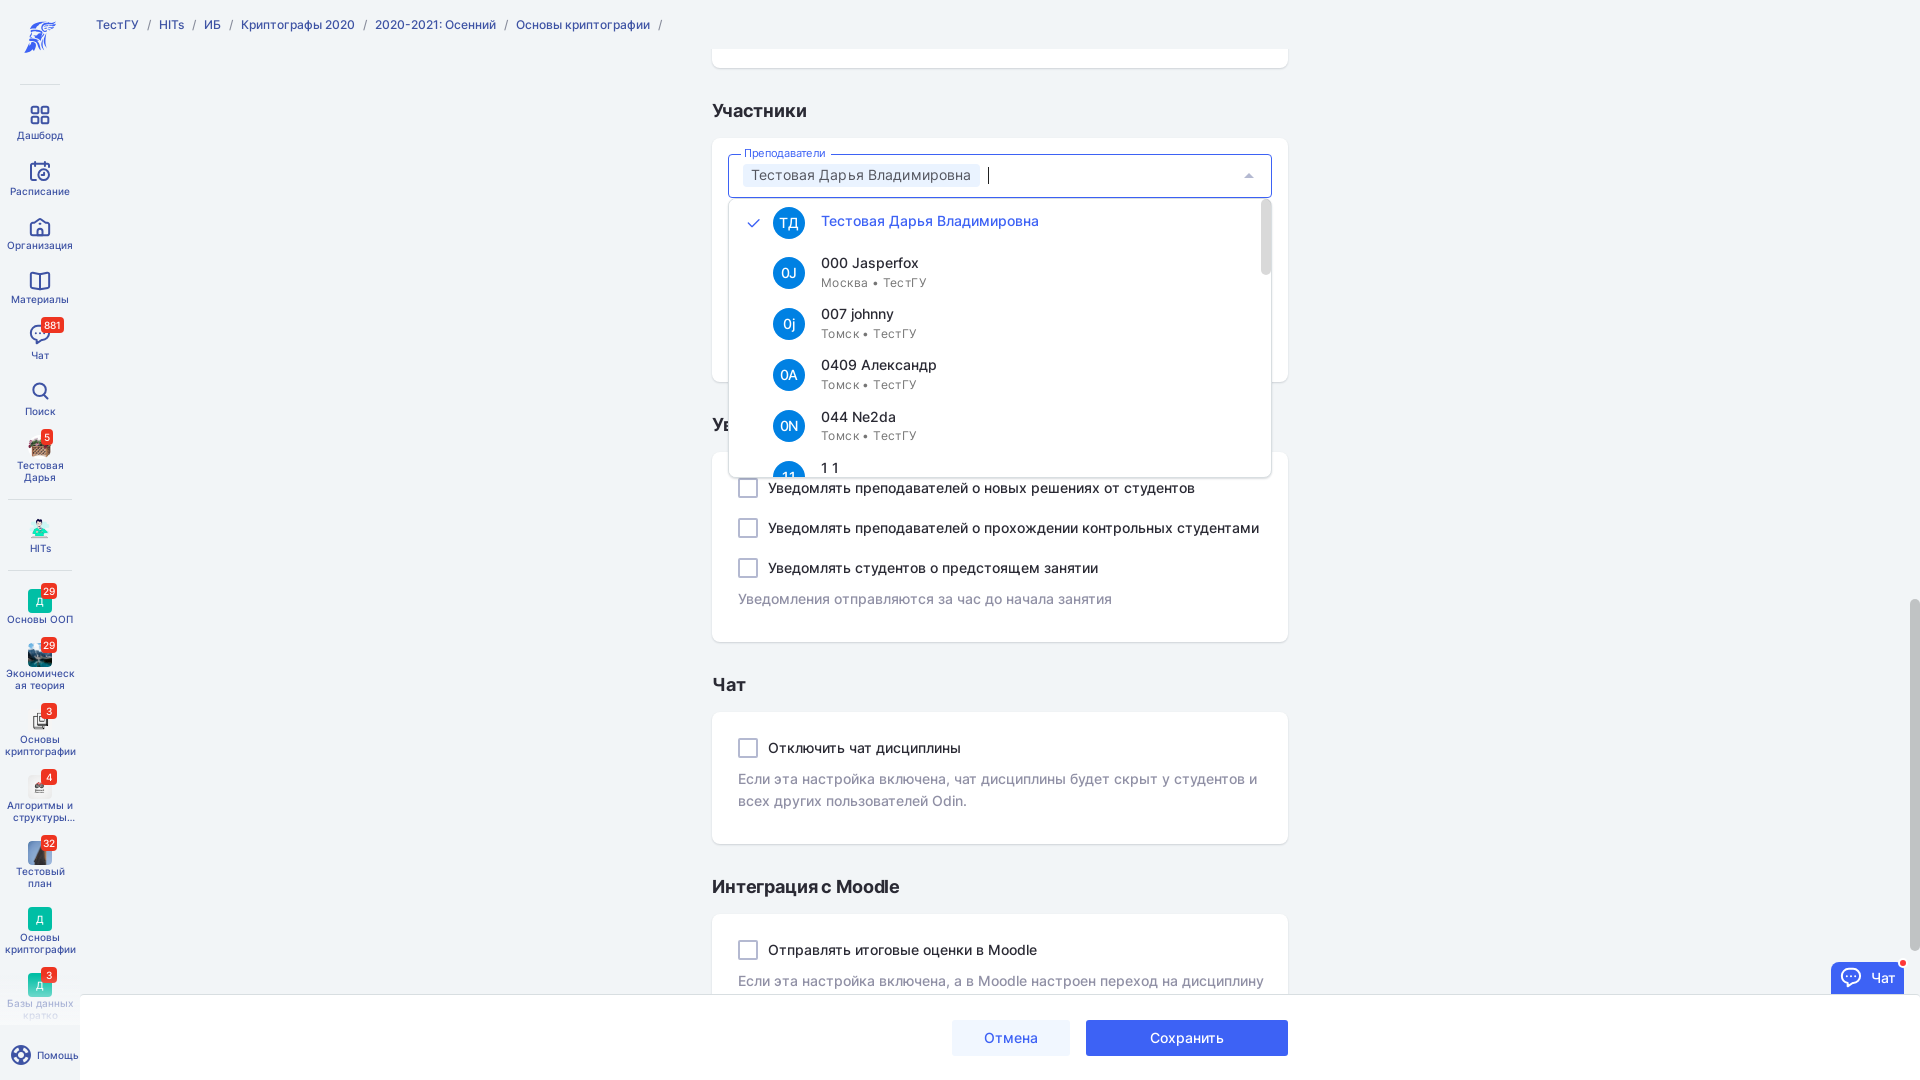 ТестГУ / HITs / ИБ / Криптографы 2020 / 2020-2021: Осенний / Основы криптографии /
Дашборд
Расписание
Организация
Материалы
881
Чат
Поиск
5
Тестовая
Дарья
HITs
29
Д
Основы ООП
29
Экономическ
ая теория
3
Основы
криптографии
4
Алгоритмы и
структуры...
32
Тестовый
план
Д
Основы
криптографии
3
Д
Базы данных
кратко
Помощь
Участники
Преподаватели
Тестовая Дарья Владимировна
ТД Тестовая Дарья Владимировна
0J 000 Jasperfox
Москва • ТестГУ
0j 007 johnny
Томск • ТестГУ
0А 0409 Александр
Томск • ТестГУ
0N 044 Ne2da
Томск • ТестГУ
11 1 1
Ув
Уведомлять преподавателей о новых решениях от студентов
Уведомлять преподавателей о прохождении контрольных студентами
Уведомлять студентов о предстоящем занятии
Уведомления отправляются за час до начала занятия
Чат
Отключить чат дисциплины
Если эта настройка включена, чат дисциплины будет скрыт у студентов и
всех других пользователей Odin.
Интеграция с Moodle
Отправлять итоговые оценки в Moodle
Если эта настройка включена, а в Moodle настроен переход на дисциплину
Чат
Отмена
Сохранить